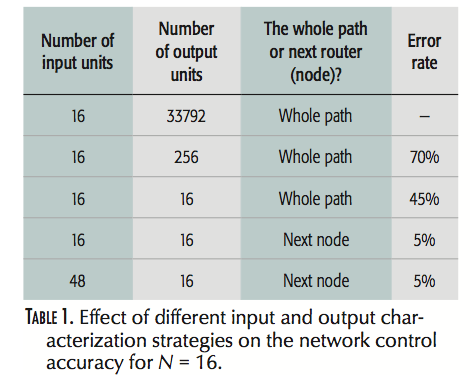 Number of input units | Number of output units | The whole path or next router (node)? | Error rate
16 | 33792 | Whole path | –
16 | 256 | Whole path | 70%
16 | 16 | Whole path | 45%
16 | 16 | Next node | 5%
48 | 16 | Next node | 5%
TABLE 1. Effect of different input and output char-
acterization strategies on the network control
accuracy for N = 16.